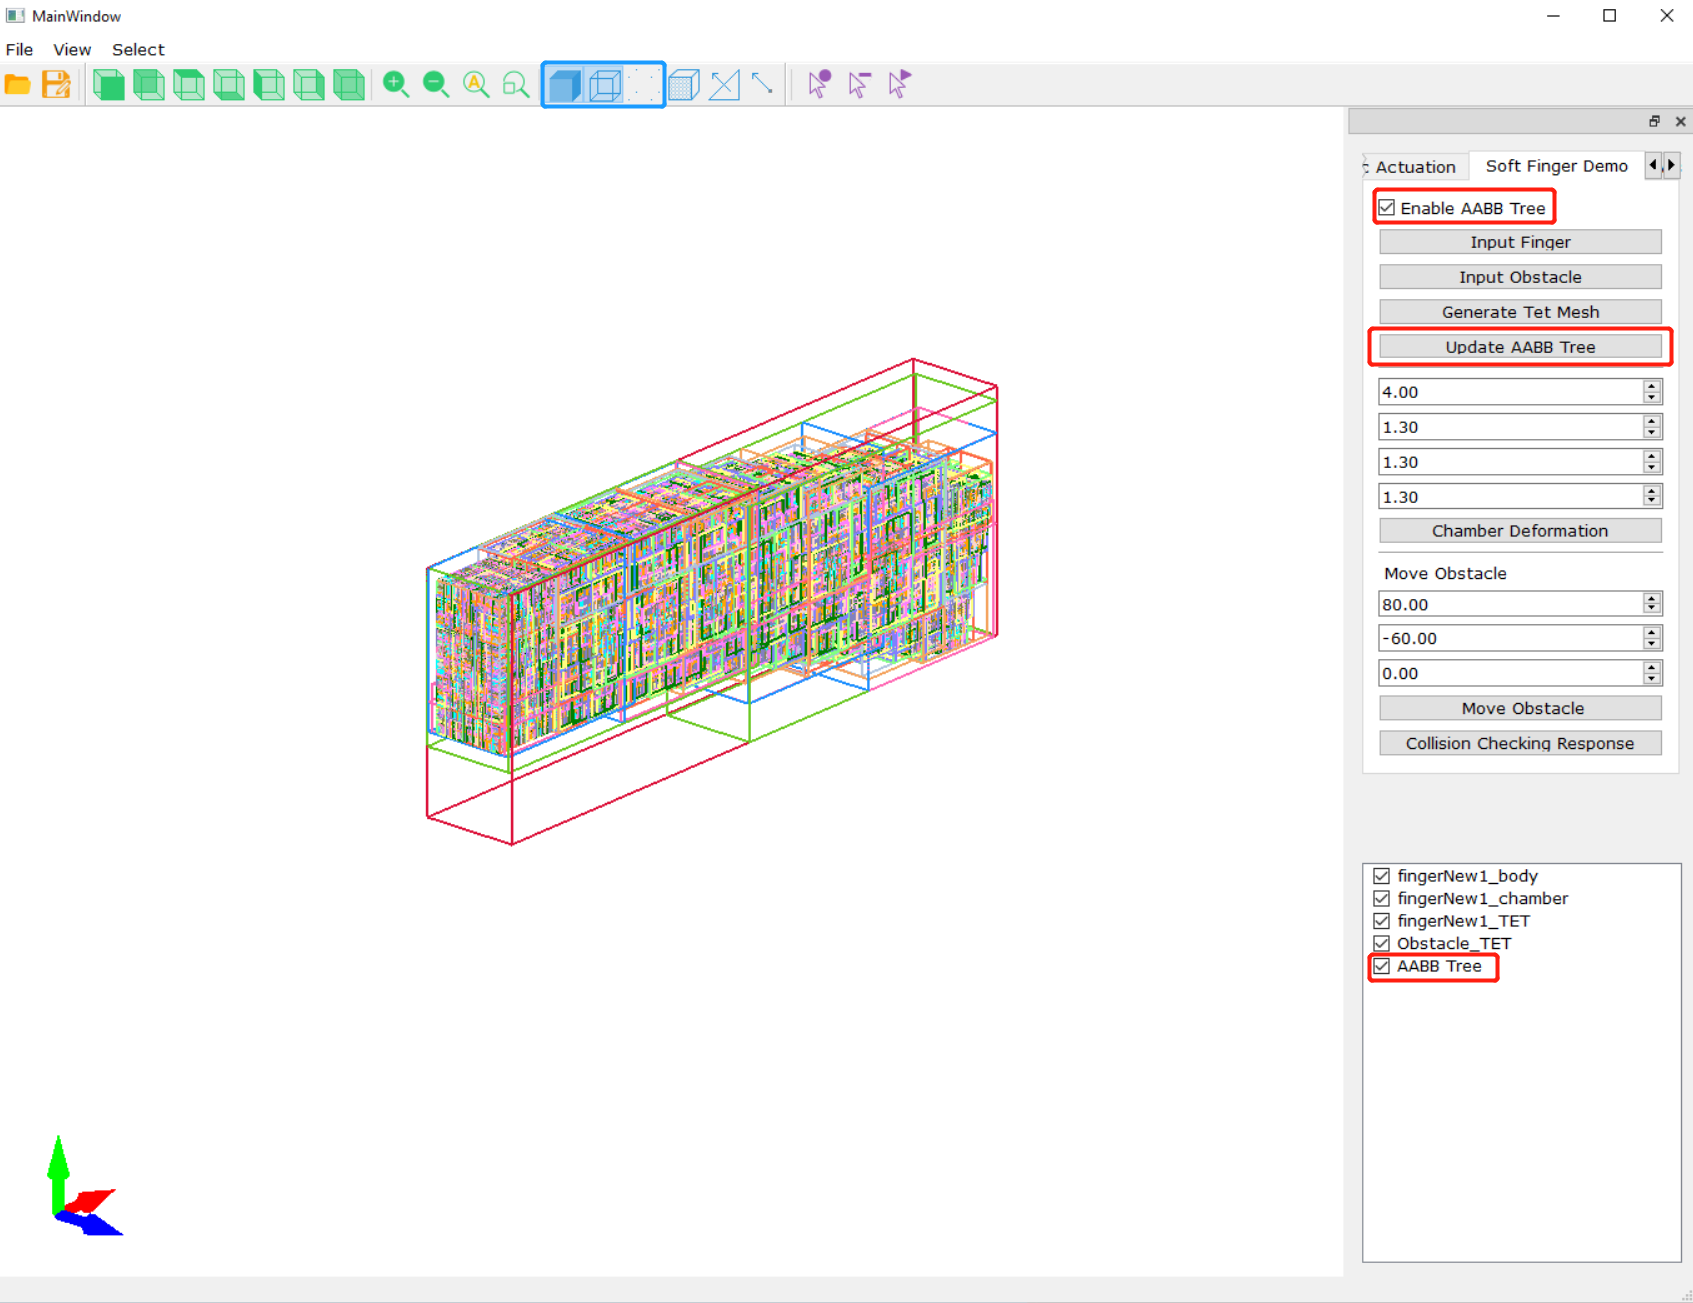 MainWindow
File View Select
A
Actuation Soft Finger Demo
Enable AABB Tree
Input Finger
Input Obstacle
Generate Tet Mesh
Update AABB Tree
4.00
1.30
1.30
1.30
Chamber Deformation
Move Obstacle
80.00
-60.00
0.00
Move Obstacle
Collision Checking Response
fingerNew1_body
fingerNew1_chamber
fingerNew1_TET
Obstacle_TET
AABB Tree